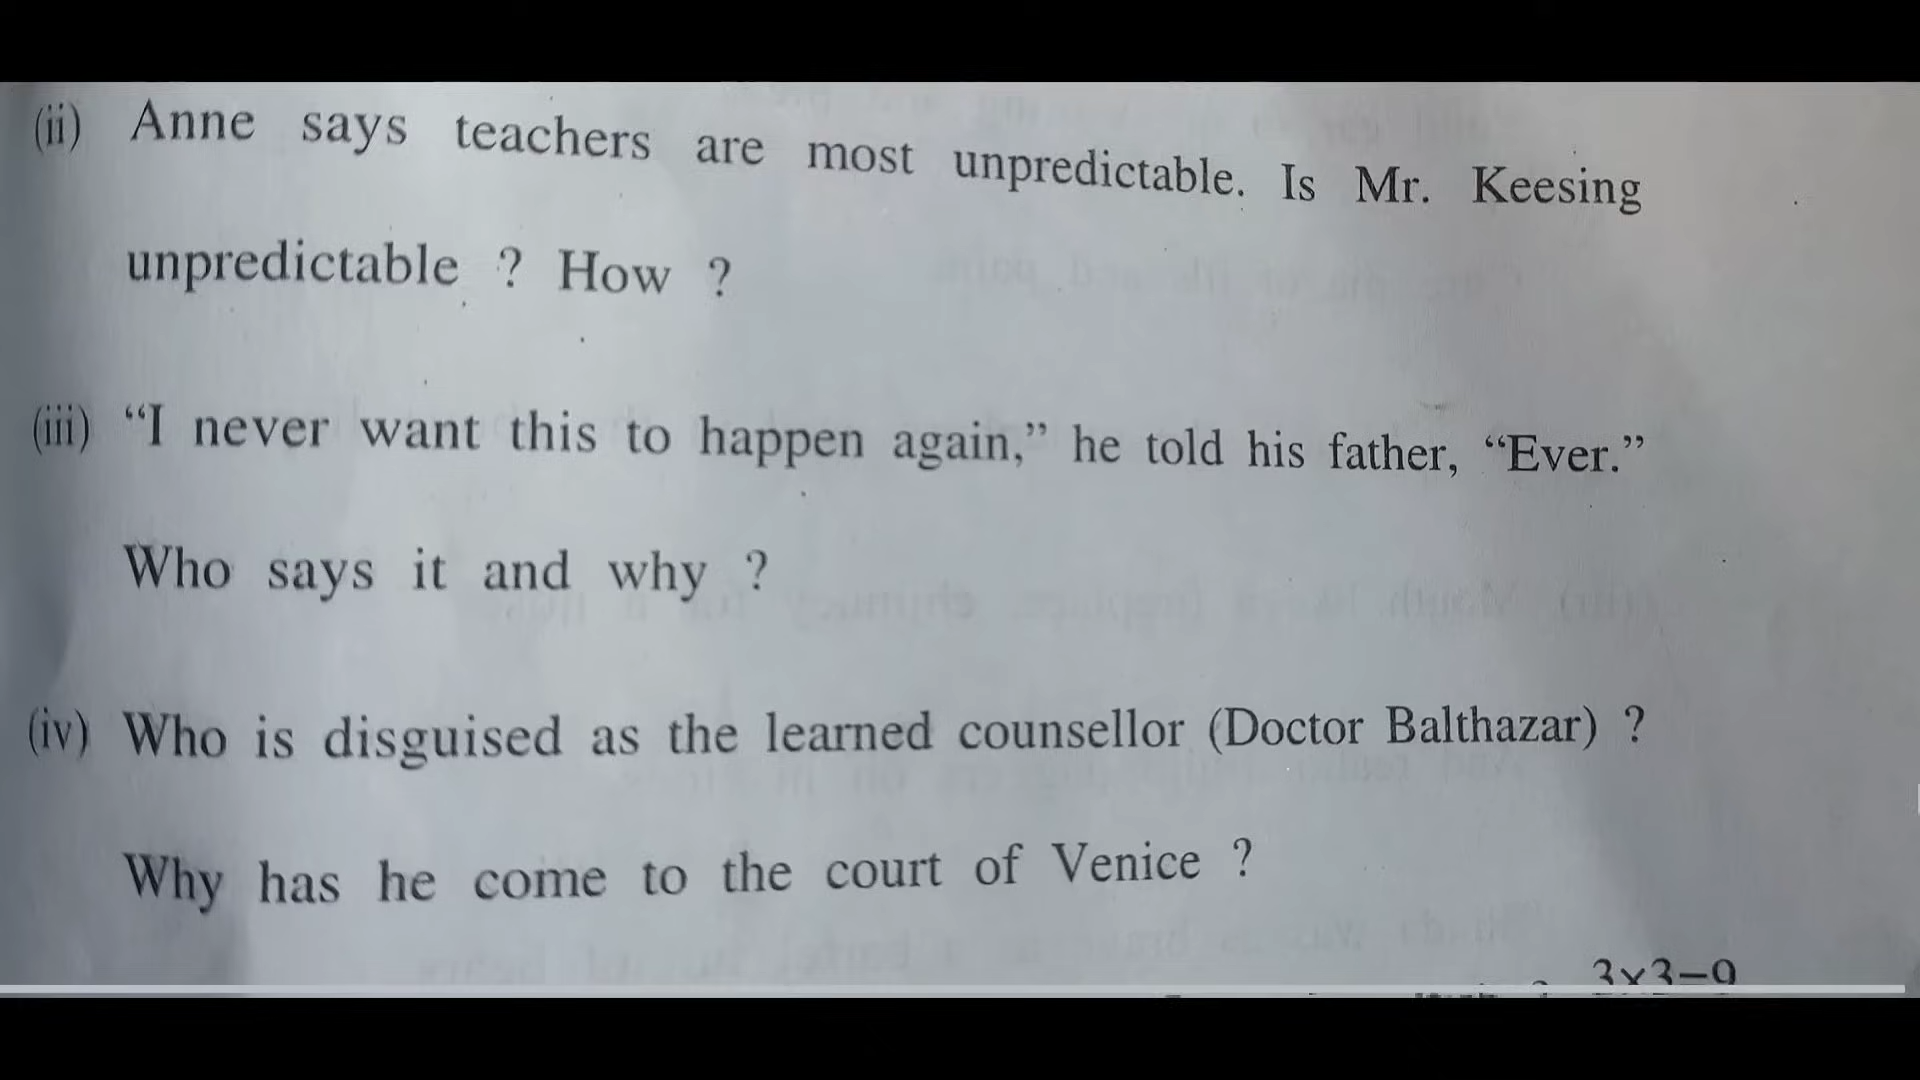 (ii) Anne says teachers are most unpredictable. Is Mr. Keesing
unpredictable ? How ?
(iii) “I never want this to happen again,” he told his father, “Ever.”
Who says it and why ?
(iv) Who is disguised as the learned counsellor (Doctor Balthazar) ?
Why has he come to the court of Venice ?
3×3=9